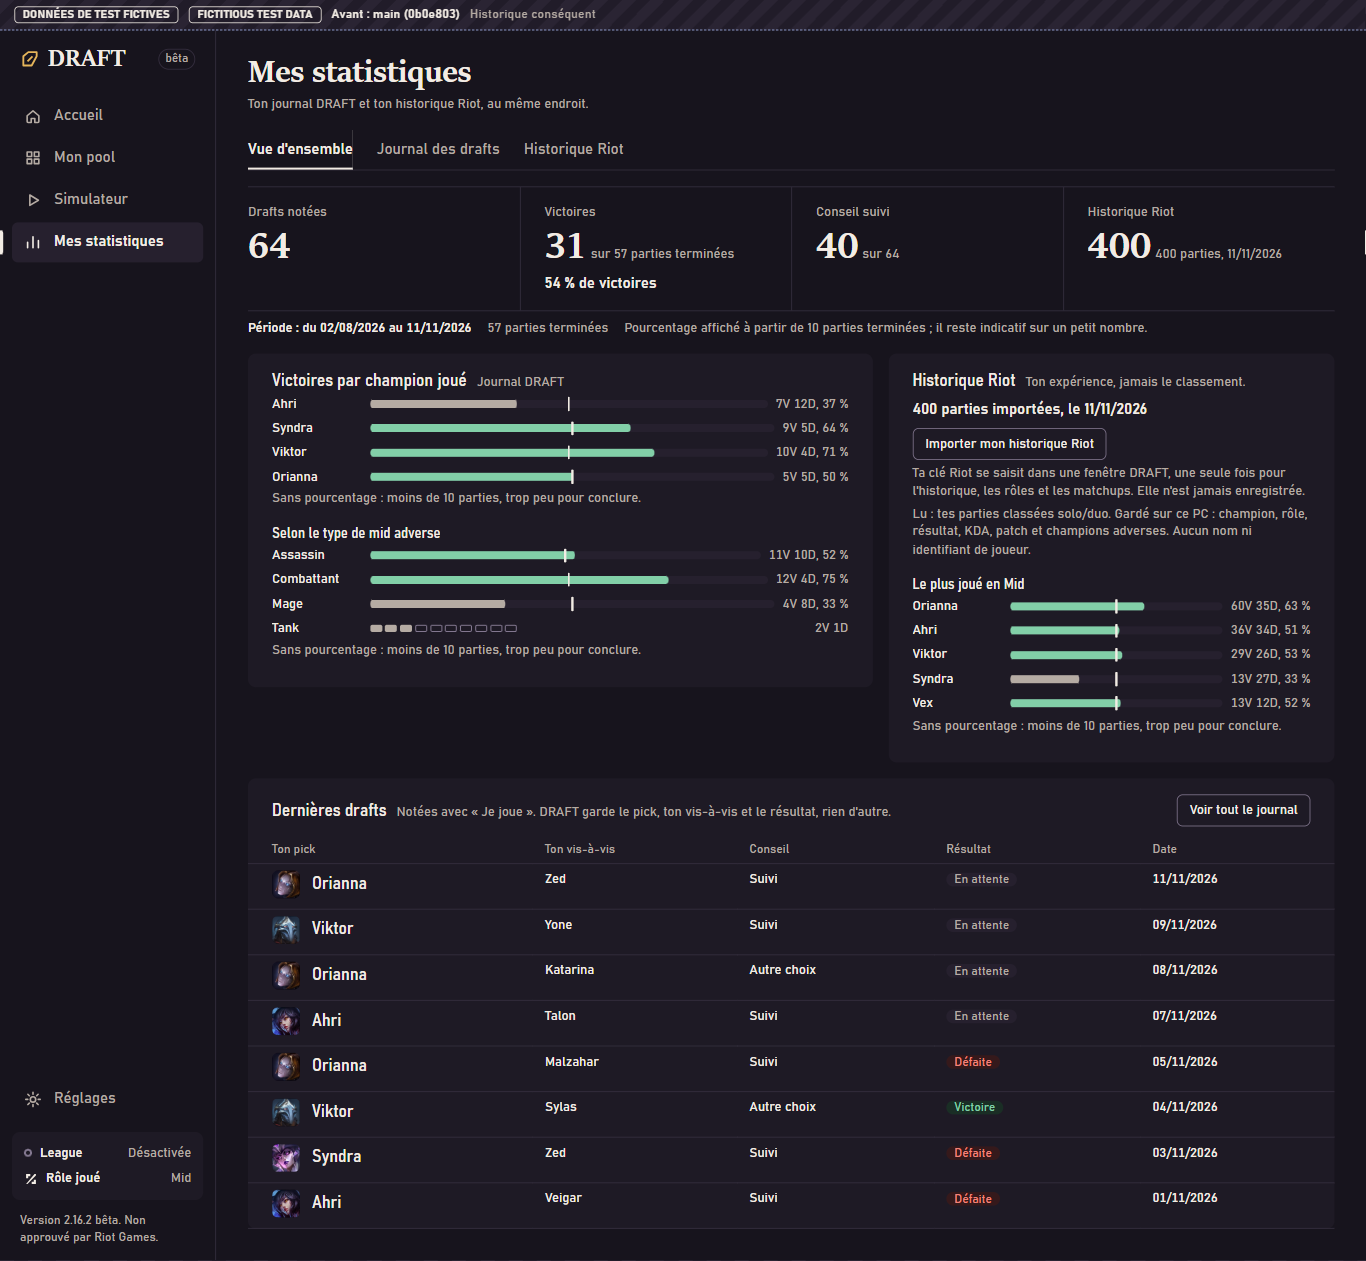 DONNÉES DE TEST FICTIVES FICTITIOUS TEST DATA Avant : main (0b0e803) Historique conséquent
DRAFT bêta
Accueil
Mon pool
Simulateur
Mes statistiques
Réglages
League Désactivée
Rôle joué Mid
Version 2.16.2 bêta. Non
approuvé par Riot Games.
Mes statistiques
Ton journal DRAFT et ton historique Riot, au même endroit.
Vue d'ensemble Journal des drafts Historique Riot
Drafts notées
64
Victoires
31 sur 57 parties terminées
54 % de victoires
Conseil suivi
40 sur 64
Historique Riot
400 400 parties, 11/11/2026
Période : du 02/08/2026 au 11/11/2026 57 parties terminées Pourcentage affiché à partir de 10 parties terminées ; il reste indicatif sur un petit nombre.
Victoires par champion joué Journal DRAFT
Ahri 7V 12D, 37 %
Syndra 9V 5D, 64 %
Viktor 10V 4D, 71 %
Orianna 5V 5D, 50 %
Sans pourcentage : moins de 10 parties, trop peu pour conclure.
Selon le type de mid adverse
Assassin 11V 10D, 52 %
Combattant 12V 4D, 75 %
Mage 4V 8D, 33 %
Tank 2V 1D
Sans pourcentage : moins de 10 parties, trop peu pour conclure.
Historique Riot Ton expérience, jamais le classement.
400 parties importées, le 11/11/2026
Importer mon historique Riot
Ta clé Riot se saisit dans une fenêtre DRAFT, une seule fois pour
l'historique, les rôles et les matchups. Elle n'est jamais enregistrée.
Lu : tes parties classées solo/duo. Gardé sur ce PC : champion, rôle,
résultat, KDA, patch et champions adverses. Aucun nom ni
identifiant de joueur.
Le plus joué en Mid
Orianna 60V 35D, 63 %
Ahri 36V 34D, 51 %
Viktor 29V 26D, 53 %
Syndra 13V 27D, 33 %
Vex 13V 12D, 52 %
Sans pourcentage : moins de 10 parties, trop peu pour conclure.
Dernières drafts Notées avec « Je joue ». DRAFT garde le pick, ton vis-à-vis et le résultat, rien d'autre. Voir tout le journal
Ton pick Ton vis-à-vis Conseil Résultat Date
Orianna Zed Suivi En attente 11/11/2026
Viktor Yone Suivi En attente 09/11/2026
Orianna Katarina Autre choix En attente 08/11/2026
Ahri Talon Suivi En attente 07/11/2026
Orianna Malzahar Suivi Défaite 05/11/2026
Viktor Sylas Autre choix Victoire 04/11/2026
Syndra Zed Suivi Défaite 03/11/2026
Ahri Veigar Suivi Défaite 01/11/2026